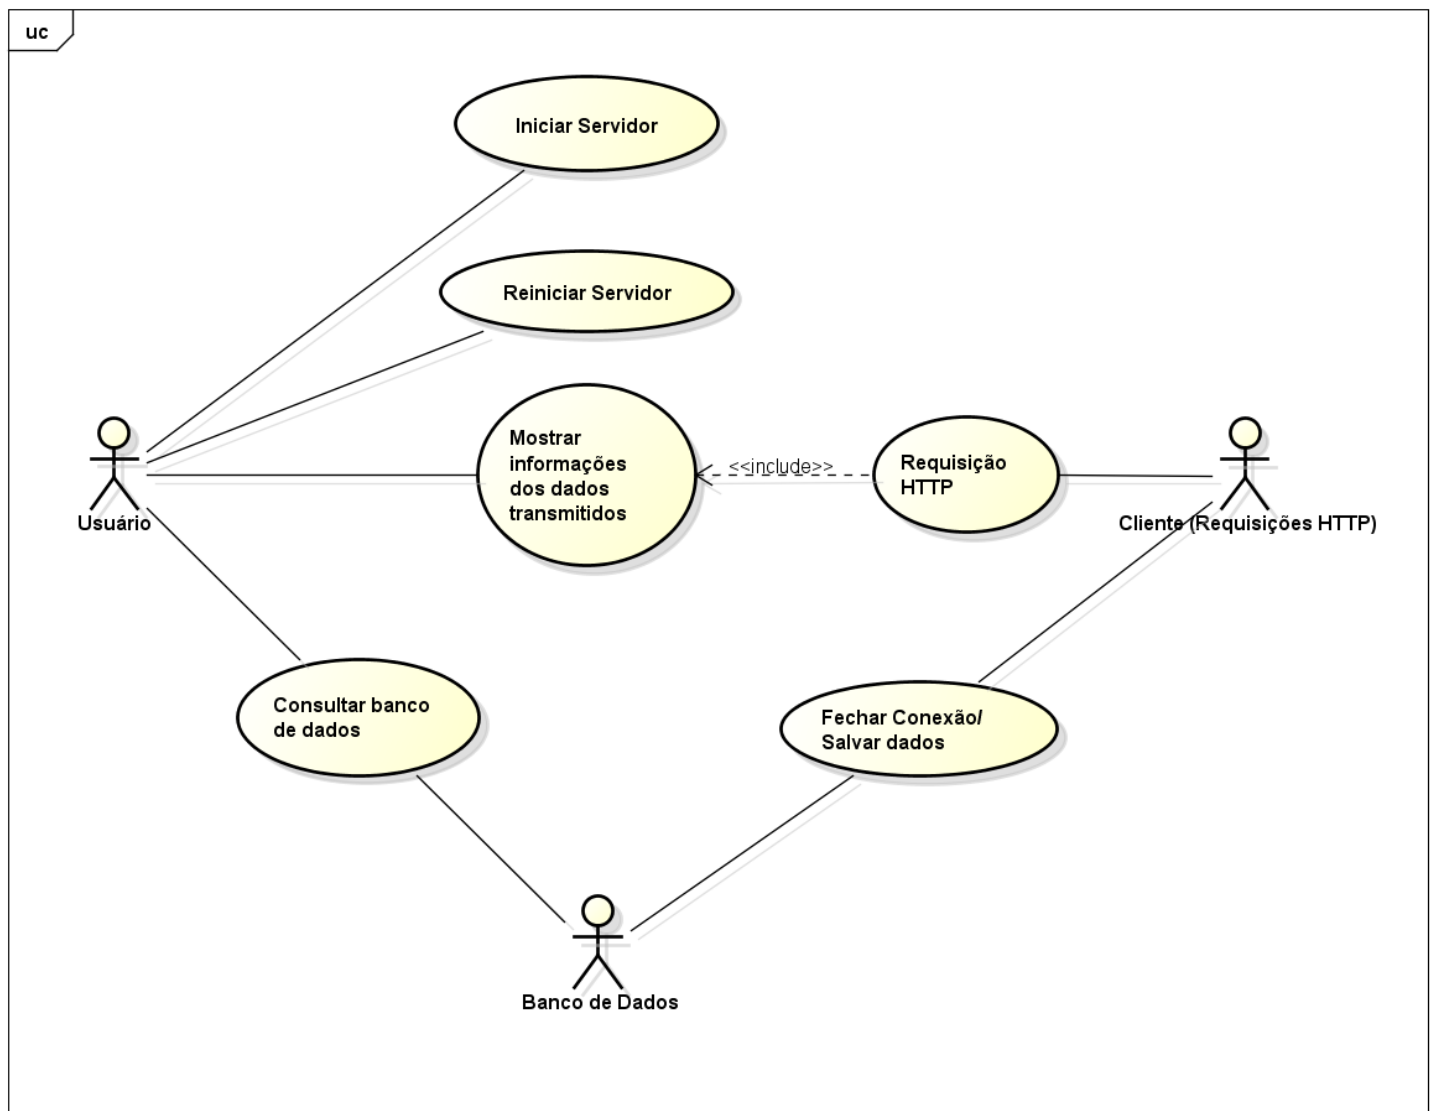 uc
Iniciar Servidor
Reiniciar Servidor
Mostrar
informações
dos dados
transmitidos
<<include>>
Requisição
HTTP
Usuário
Cliente (Requisições HTTP)
Consultar banco
de dados
Fechar Conexão/
Salvar dados
Banco de Dados